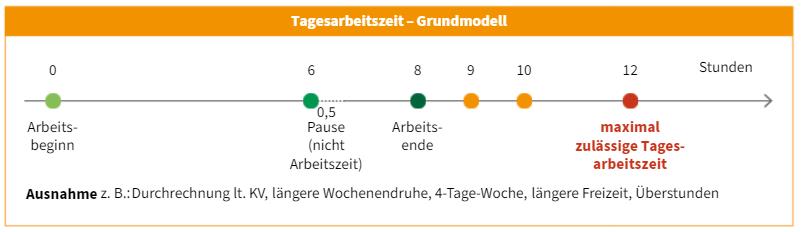 Tagesarbeitszeit – Grundmodell
0 6 8 9 10 12 Stunden
0,5
Arbeits-
beginn
Pause
(nicht
Arbeitszeit)
Arbeits-
ende
maximal
zulässige Tages-
arbeitszeit
Ausnahme z. B.: Durchrechnung lt. KV, längere Wochenendruhe, 4-Tage-Woche, längere Freizeit, Überstunden